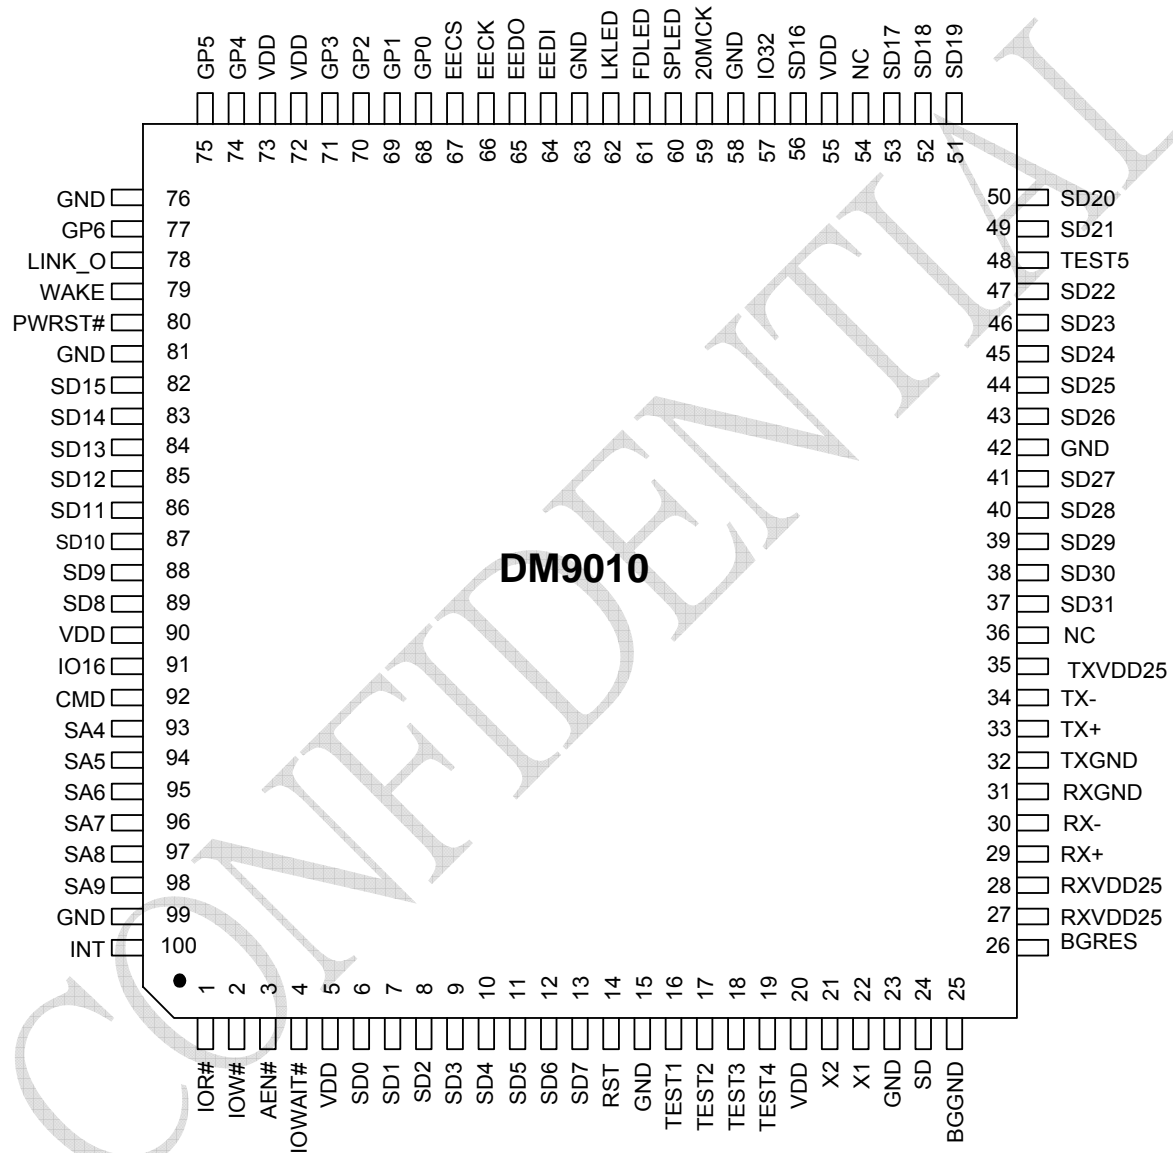 GP5 GP4 VDD VDD GP3 GP2 GP1 GP0 EECS EECK EEDO EEDI GND LKLED FDLED SPLED 20MCK GND IO32 SD16 VDD NC SD17 SD18 SD19
75 74 73 72 71 70 69 68 67 66 65 64 63 62 61 60 59 58 57 56 55 54 53 52 51
GND 76 50 SD20
GP6 77 49 SD21
LINK_O 78 48 TEST5
WAKE 79 47 SD22
PWRST# 80 46 SD23
GND 81 45 SD24
SD15 82 44 SD25
SD14 83 43 SD26
SD13 84 42 GND
SD12 85 41 SD27
SD11 86 40 SD28
SD10 87 39 SD29
SD9 88 38 SD30
SD8 89 37 SD31
VDD 90 36 NC
IO16 91 35 TXVDD25
CMD 92 34 TX-
SA4 93 33 TX+
SA5 94 32 TXGND
SA6 95 31 RXGND
SA7 96 30 RX-
SA8 97 29 RX+
SA9 98 28 RXVDD25
GND 99 27 RXVDD25
INT 100 26 BGRES
DM9010
1 2 3 4 5 6 7 8 9 10 11 12 13 14 15 16 17 18 19 20 21 22 23 24 25
IOR# IOW# AEN# IOWAIT# VDD SD0 SD1 SD2 SD3 SD4 SD5 SD6 SD7 RST GND TEST1 TEST2 TEST3 TEST4 VDD X2 X1 GND SD BGGND
CONFIDENTIAL